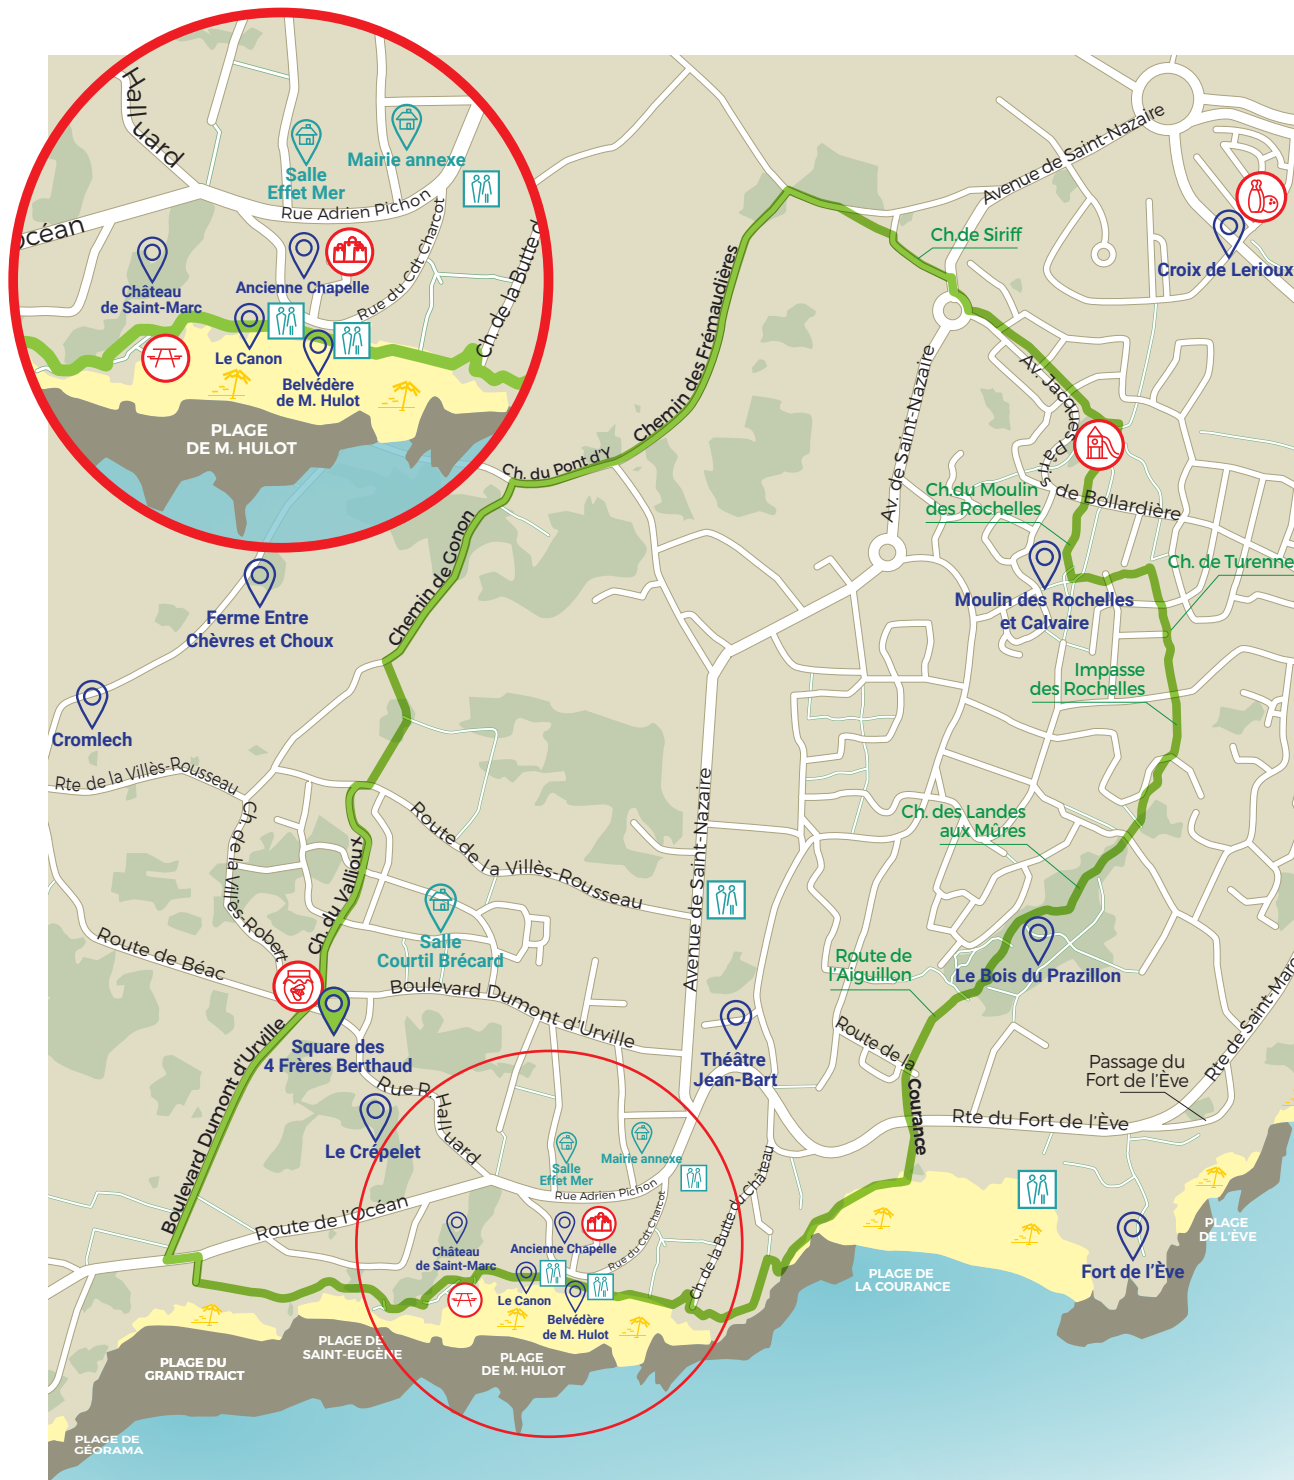 Halluard
Salle
Effet Mer
Mairie annexe
Rue Adrien Pichon
Océan
Château
de Saint-Marc
Ancienne Chapelle
Rue du Cdt Charcot
Ch. de la Butte d
Le Canon
Belvédère
de M. Hulot
PLAGE
DE M. HULOT
Avenue de Saint-Nazaire
Ch.de Siriff
Croix de Lerioux
Chemin des Frémaudières
Av. de Saint-Nazaire
Av. Jacques Pâris de Bollardière
Ch. du Pont d'Y
Ch.du Moulin
des Rochelles
Chemin de Gonon
Ch. de Turenne
Ferme Entre
Chèvres et Choux
Moulin des Rochelles
et Calvaire
Impasse
des Rochelles
Cromlech
Rte de la Villès-Rousseau
Ch. de la Villès-Robert
Route de la Villès-Rousseau
Avenue de Saint-Nazaire
Ch. des Landes
aux Mûres
Ch. du Vallioux
Salle
Courtil Brécard
Route de Béac
Boulevard Dumont d'Urville
Route de
l'Aiguillon
Le Bois du Prazillon
Square des
4 Frères Berthaud
Théâtre
Jean-Bart
Route de la Courance
Rte de Saint-Marc
Passage du
Fort de l'Ève
Rte du Fort de l'Ève
Boulevard Dumont d'Urville
Rue R. Halluard
Le Crépelet
Salle
Effet Mer
Mairie annexe
Rue Adrien Pichon
Route de l'Océan
Château
de Saint-Marc
Ancienne Chapelle
Rue du Cdt Charcot
Ch. de la Butte du Château
Le Canon
Belvédère
de M. Hulot
PLAGE
DE L'ÈVE
Fort de l'Ève
PLAGE DE
LA COURANCE
PLAGE DE
SAINT-EUGÈNE
PLAGE DU
GRAND TRAICT
PLAGE
DE M. HULOT
PLAGE DE
GÉORAMA